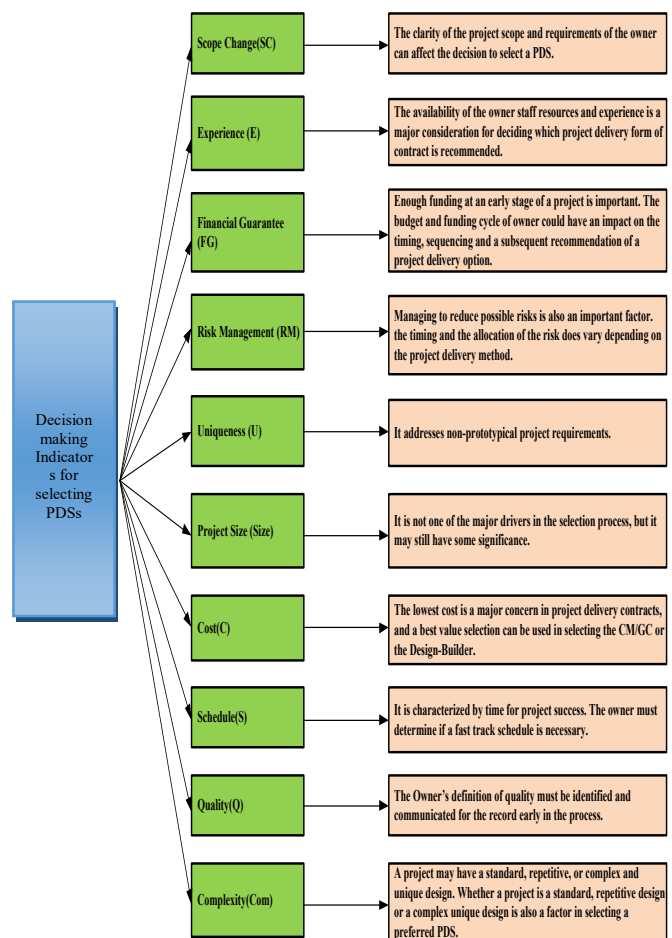 Decision
making
Indicator
s for
selecting
PDSs
Scope Change(SC)
The clarity of the project scope and requirements of the owner
can affect the decision to select a PDS.
Experience (E)
The availability of the owner staff resources and experience is a
major consideration for deciding which project delivery form of
contract is recommended.
Financial Guarantee
(FG)
Enough funding at an early stage of a project is important. The
budget and funding cycle of owner could have an impact on the
timing, sequencing and a subsequent recommendation of a
project delivery option.
Risk Management (RM)
Managing to reduce possible risks is also an important factor.
the timing and the allocation of the risk does vary depending on
the project delivery method.
Uniqueness (U)
It addresses non-prototypical project requirements.
Project Size (Size)
It is not one of the major drivers in the selection process, but it
may still have some significance.
Cost(C)
The lowest cost is a major concern in project delivery contracts,
and a best value selection can be used in selecting the CM/GC or
the Design-Builder.
Schedule(S)
It is characterized by time for project success. The owner must
determine if a fast track schedule is necessary.
Quality(Q)
The Owner’s definition of quality must be identified and
communicated for the record early in the process.
Complexity(Com)
A project may have a standard, repetitive, or complex and
unique design. Whether a project is a standard, repetitive design
or a complex unique design is also a factor in selecting a
preferred PDS.